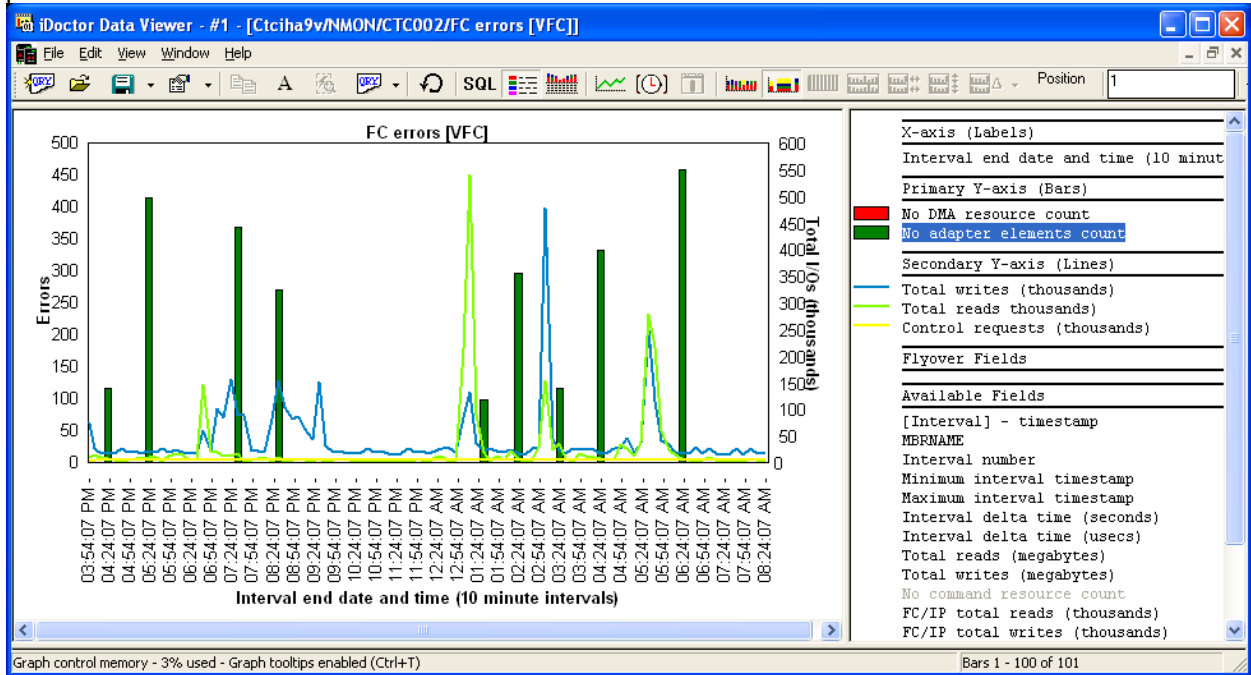 iDoctor Data Viewer - #1 - [Ctciha9v/NMON/CTC002/FC errors [VFC]]
File Edit View Window Help
QRY A QRY SQL Position 1
FC errors [VFC]
500
450
400
350
300
250
200
150
100
50
0
Errors
600
550
500
450
400
350
300
250
200
150
100
50
0
Total I/Os (thousands)
03:54:07 PM -
04:24:07 PM -
04:54:07 PM -
05:24:07 PM -
05:54:07 PM -
06:24:07 PM -
06:54:07 PM -
07:24:07 PM -
07:54:07 PM -
08:24:07 PM -
08:54:07 PM -
09:24:07 PM -
09:54:07 PM -
10:24:07 PM -
10:54:07 PM -
11:24:07 PM -
11:54:07 PM -
12:24:07 AM -
12:54:07 AM -
01:24:07 AM -
01:54:07 AM -
02:24:07 AM -
02:54:07 AM -
03:24:07 AM -
03:54:07 AM -
04:24:07 AM -
04:54:07 AM -
05:24:07 AM -
05:54:07 AM -
06:24:07 AM -
06:54:07 AM -
07:24:07 AM -
07:54:07 AM -
08:24:07 AM -
Interval end date and time (10 minute intervals)
X-axis (Labels)
Interval end date and time (10 minut
Primary Y-axis (Bars)
No DMA resource count
No adapter elements count
Secondary Y-axis (Lines)
Total writes (thousands)
Total reads thousands)
Control requests (thousands)
Flyover Fields
Available Fields
[Interval] - timestamp
MBRNAME
Interval number
Minimum interval timestamp
Maximum interval timestamp
Interval delta time (seconds)
Interval delta time (usecs)
Total reads (megabytes)
Total writes (megabytes)
No command resource count
FC/IP total reads (thousands)
FC/IP total writes (thousands)
Graph control memory - 3% used - Graph tooltips enabled (Ctrl+T)
Bars 1 - 100 of 101